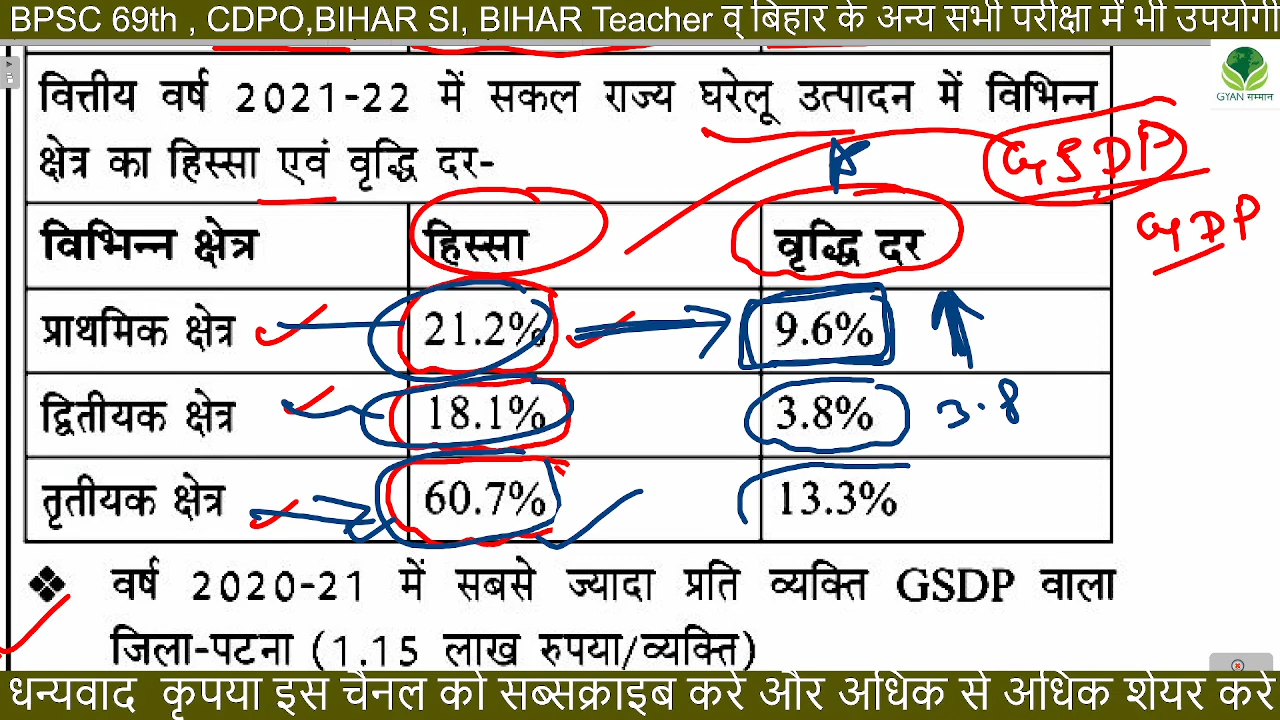 BPSC 69th , CDPO,BIHAR SI, BIHAR Teacher व् बिहार के अन्य सभी परीक्षा में भी उपयोगी
GYAN सम्मान
वित्तीय वर्ष 2021-22 में सकल राज्य घरेलू उत्पादन में विभिन्न
क्षेत्र का हिस्सा एवं वृद्धि दर-
GSDP
GDP
विभिन्न क्षेत्र हिस्सा वृद्धि दर
प्राथमिक क्षेत्र 21.2% 9.6%
द्वितीयक क्षेत्र 18.1% 3.8% 3.8
तृतीयक क्षेत्र 60.7% 13.3%
❖ वर्ष 2020-21 में सबसे ज्यादा प्रति व्यक्ति GSDP वाला
जिला-पटना (1.15 लाख रुपया/व्यक्ति)
धन्यवाद कृपया इस चैनल को सब्सक्राइब करे और अधिक से अधिक शेयर करे